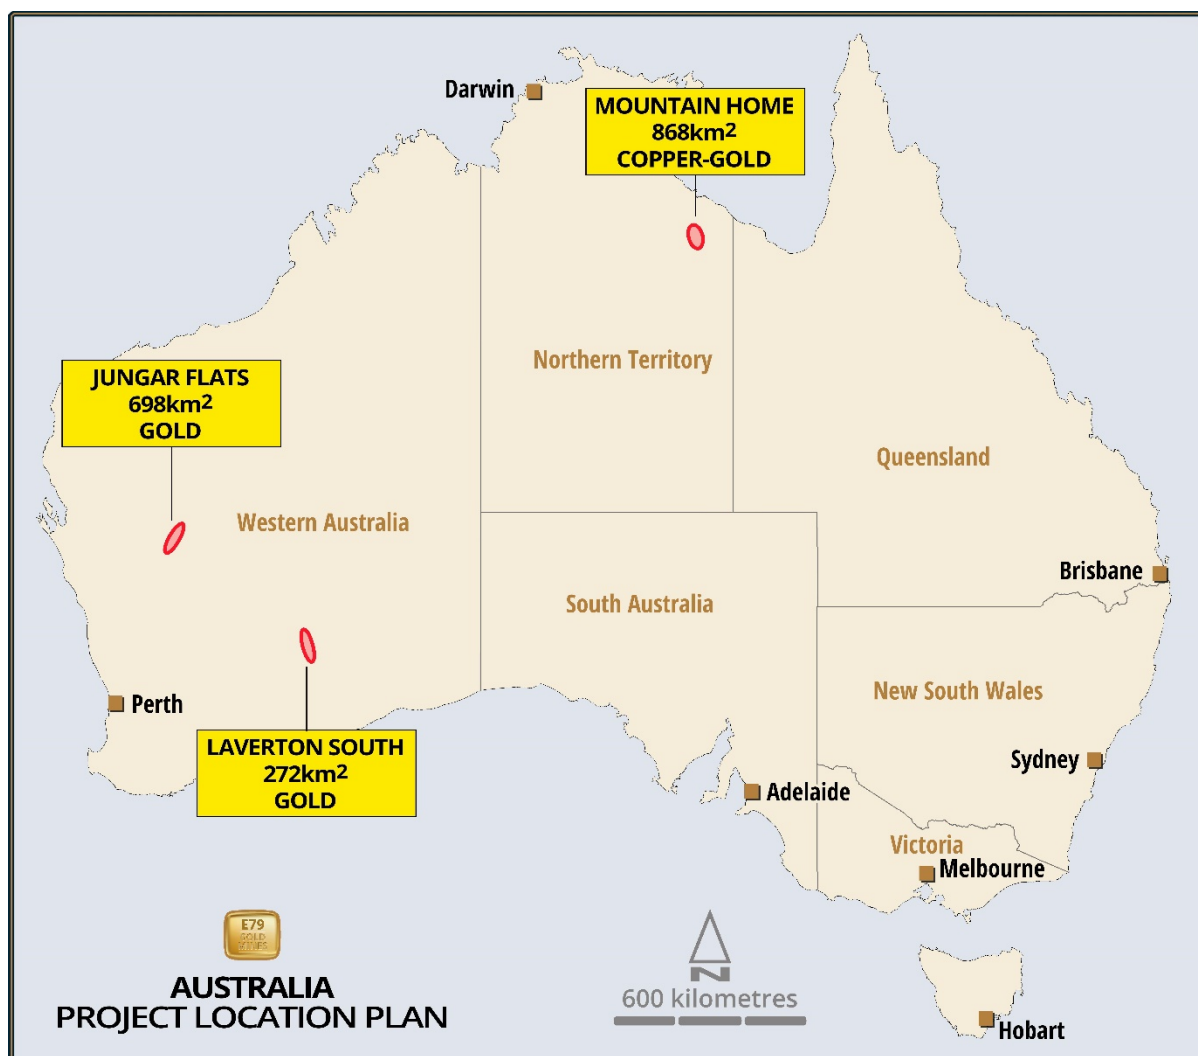 Darwin
MOUNTAIN HOME
868km2
COPPER-GOLD
JUNGAR FLATS
698km2
GOLD
Northern Territory
Queensland
Western Australia
Brisbane
South Australia
New South Wales
Perth
LAVERTON SOUTH
272km2
GOLD
Sydney
Adelaide
Victoria
Melbourne
E79
GOLD
MINES
AUSTRALIA
PROJECT LOCATION PLAN
N
600 kilometres
Hobart